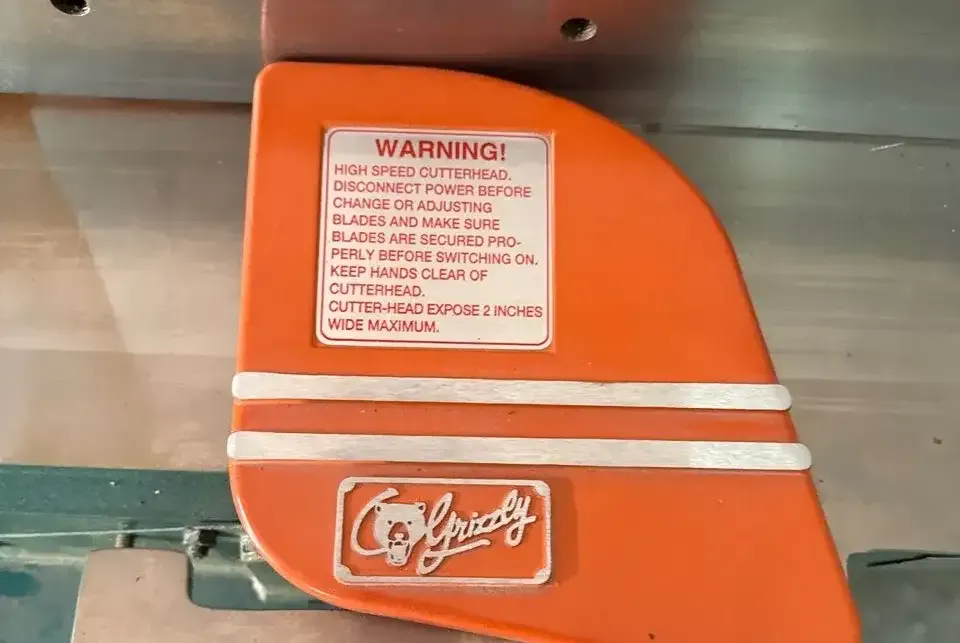 WARNING!
HIGH SPEED CUTTERHEAD.
DISCONNECT POWER BEFORE
CHANGE OR ADJUSTING
BLADES AND MAKE SURE
BLADES ARE SECURED PRO-
PERLY BEFORE SWITCHING ON.
KEEP HANDS CLEAR OF
CUTTERHEAD.
CUTTER-HEAD EXPOSE 2 INCHES
WIDE MAXIMUM.
Grizzly